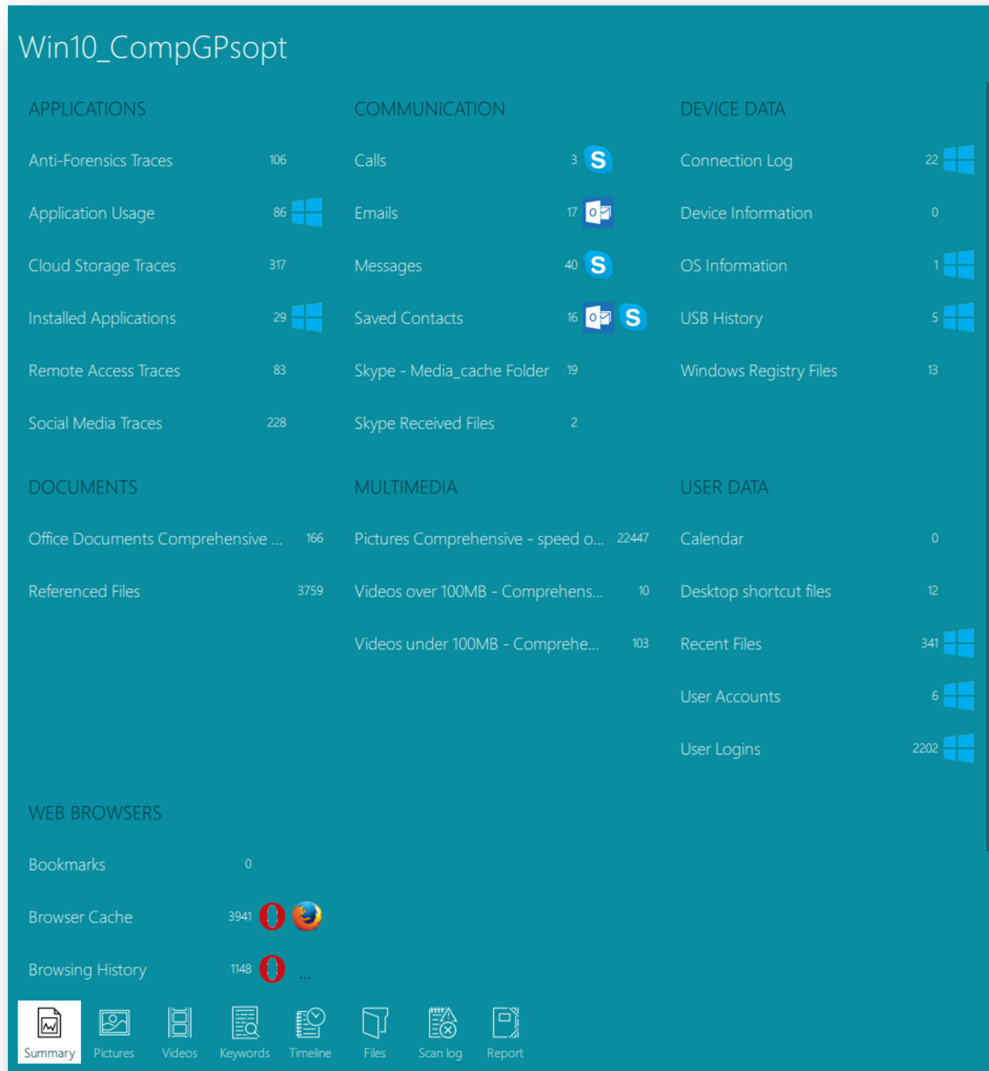 Win10_CompGPsopt
APPLICATIONS
Anti-Forensics Traces 106
Application Usage 86
Cloud Storage Traces 317
Installed Applications 29
Remote Access Traces 83
Social Media Traces 228
COMMUNICATION
Calls 3
Emails 17
Messages 40
Saved Contacts 16
Skype - Media_cache Folder 19
Skype Received Files 2
DEVICE DATA
Connection Log 22
Device Information 0
OS Information 1
USB History 5
Windows Registry Files 13
DOCUMENTS
Office Documents Comprehensive ... 166
Referenced Files 3759
MULTIMEDIA
Pictures Comprehensive - speed o... 22447
Videos over 100MB - Comprehens... 10
Videos under 100MB - Comprehe... 103
USER DATA
Calendar 0
Desktop shortcut files 12
Recent Files 341
User Accounts 6
User Logins 2202
WEB BROWSERS
Bookmarks 0
Browser Cache 3941
Browsing History 1148 ...
Summary Pictures Videos Keywords Timeline Files Scan log Report